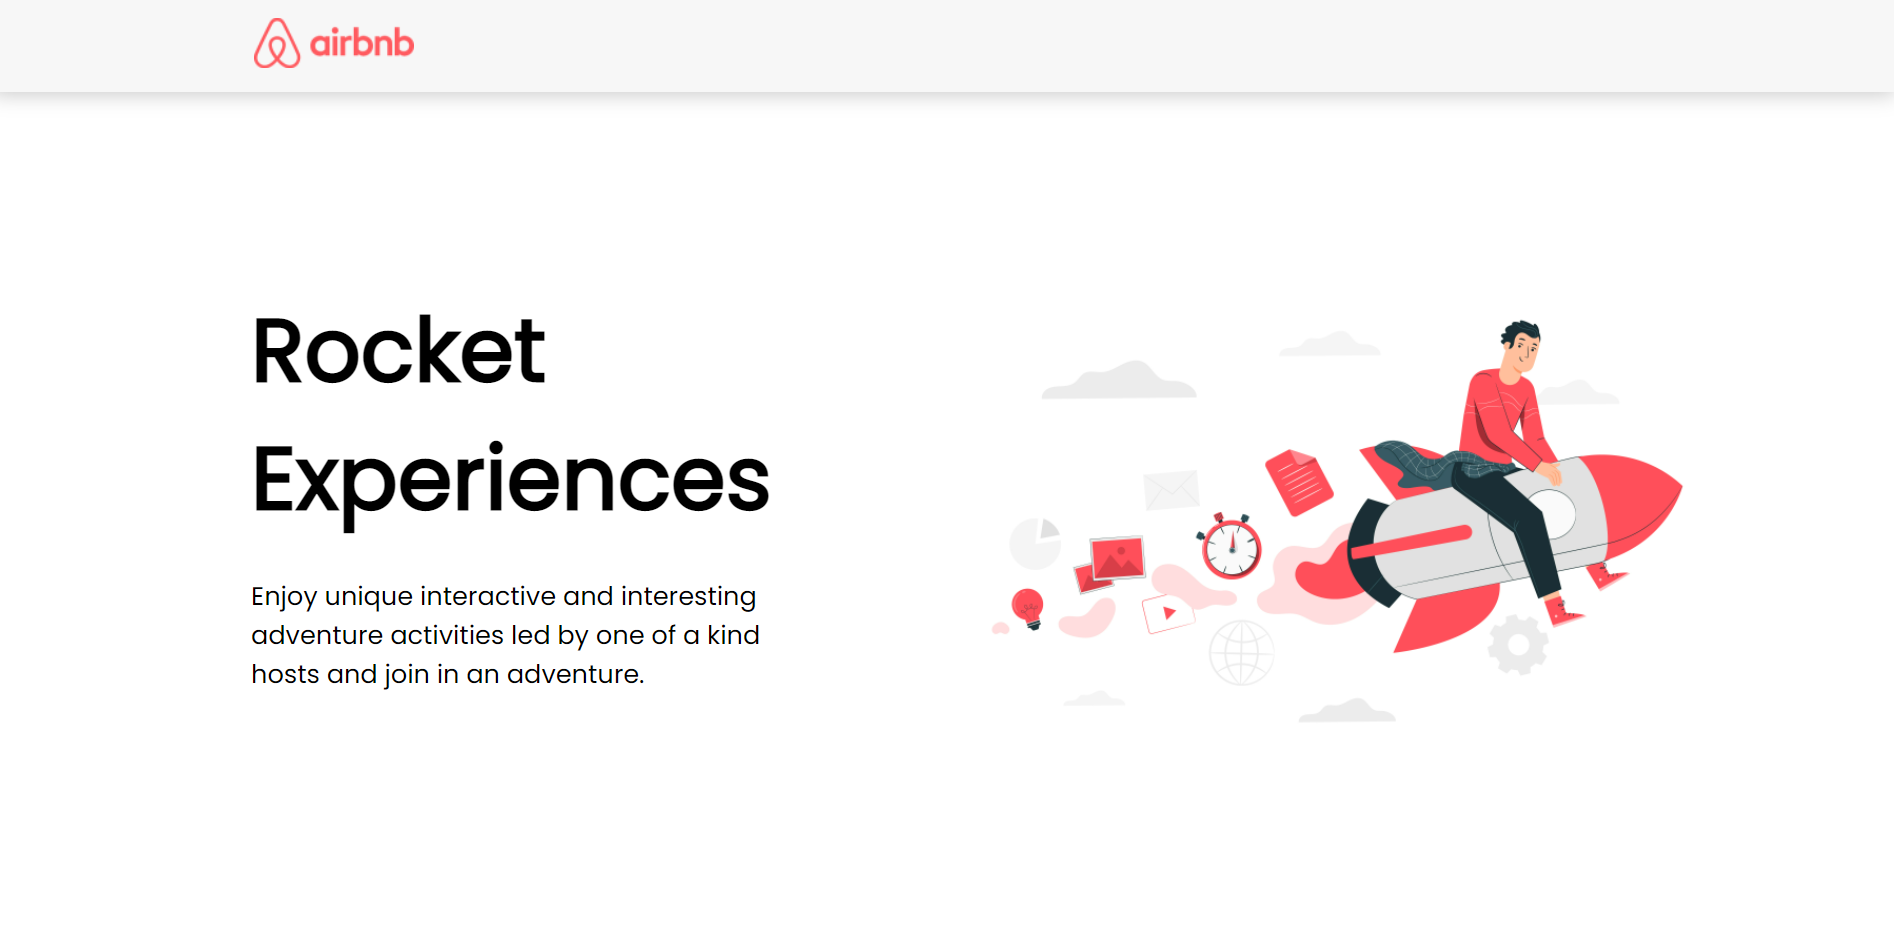 airbnb
Rocket
Experiences
Enjoy unique interactive and interesting
adventure activities led by one of a kind
hosts and join in an adventure.